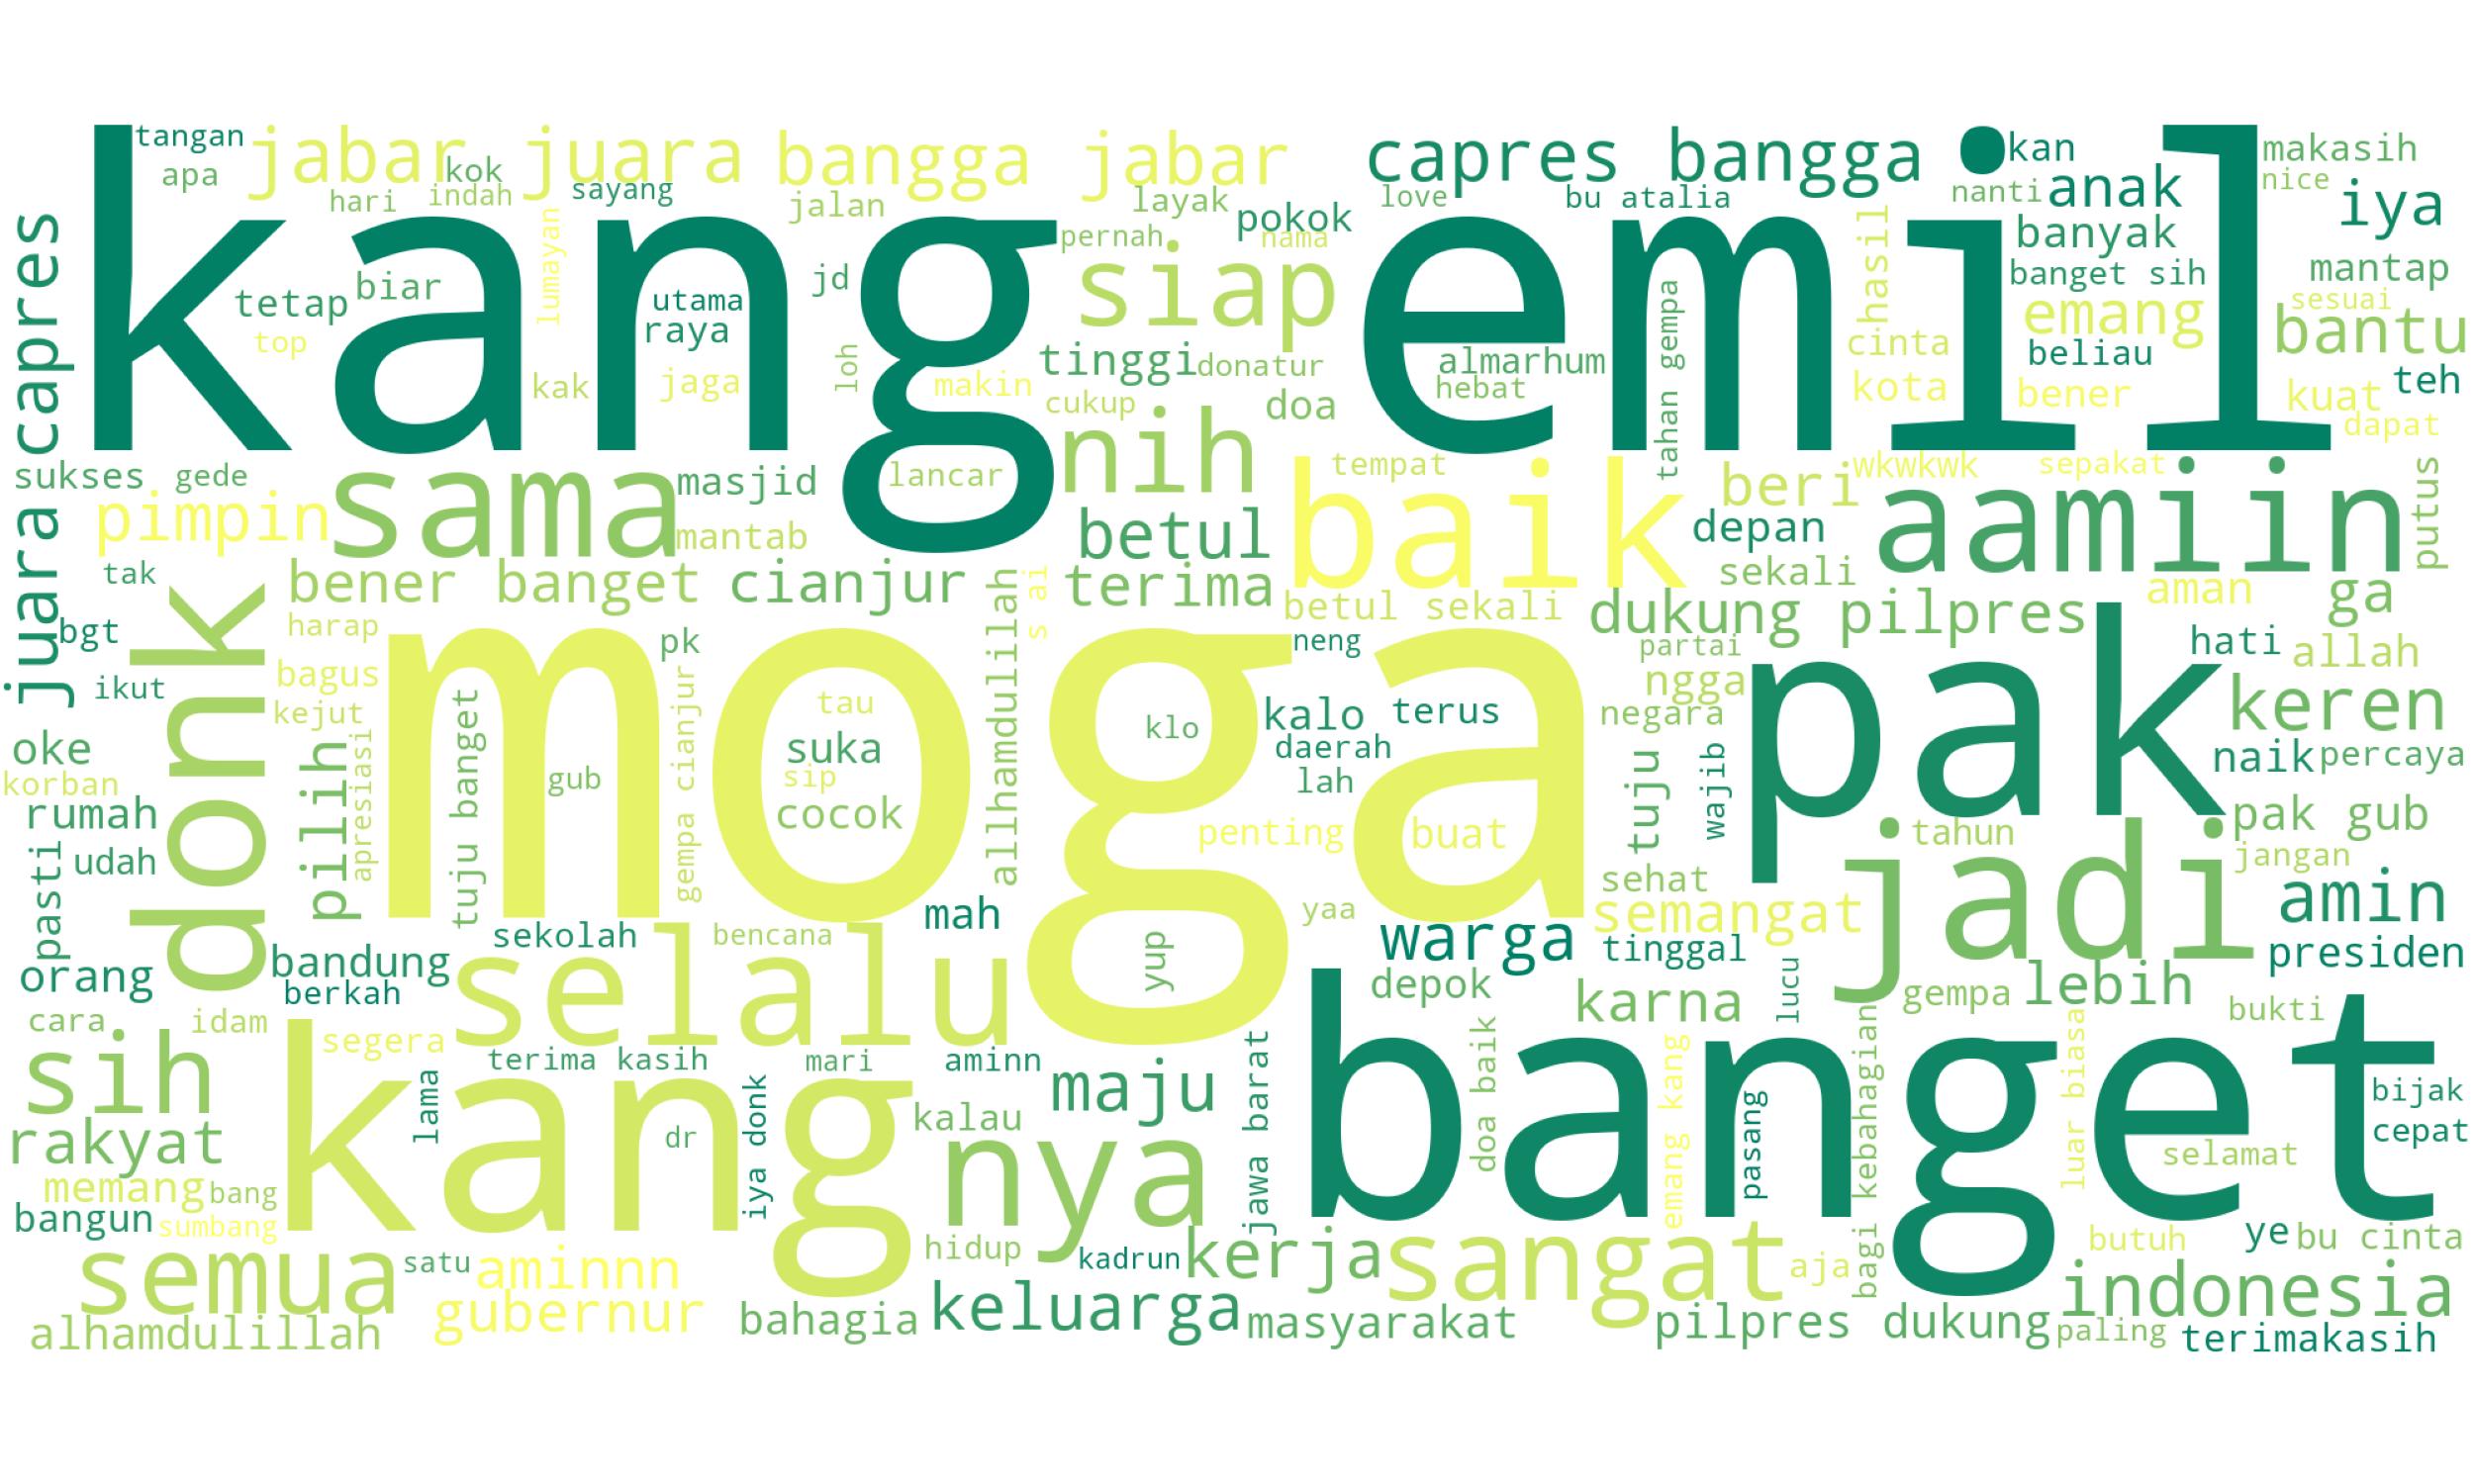 tangan
jabar juara
bangga jabar
capres bangga
kan
makasih
apa
kok
hari
indah
sayang
jalan
layak
pokok
love
bu atalia
nanti
anak
nice
iya
juara capres
kang emil
lumayan
pernah
nama
hasil
banyak
siap
tetap
biar
utama
jd
raya
top
banget sih
mantap
emang
sesuai
bantu
tinggi
donatur
almarhum
tahan gempa
cinta
beliau
loh
kak
jaga
makin
cukup
doa
hebat
kota
bener
kuat
teh
dapat
sukses
gede
pimpin
sama
masjid
lancar
nih
tempat
baik
beri
wkwkwk
sepakat
aamiin
putus
mantab
betul
depan
tak
bener banget
cianjur
allhamdulilah
s ai
terima
sekali
betul sekali
dukung pilpres
aman
ga
donk
bgt
harap
pk
neng
partai
hati
allah
ikut
bagus
moga
tuju banget
gempa cianjur
tau
ngga
pak
keren
kejut
klo
kalo
terus
negara
oke
pilih
apresiasi
suka
daerah
tuju
wajib
naik
percaya
korban
gub
sip
lah
rumah
cocok
penting
buat
jadi
tahun
pak gub
pasti
udah
jangan
sehat
mah
yaa
semangat
amin
sekolah
bencana
yup
warga
tinggal
presiden
orang
bandung
selalu
berkah
depok
karna
lucu
gempa
lebih
bukti
cara
idam
segera
sih
terima kasih
mari
aminn
jawa barat
doa baik
banget
emang kang
bagi kebahagian
luar biasa
kang
lama
maju
pasang
bijak
rakyat
dr
iya donk
kalau
nya
cepat
selamat
memang
bang
bangun
sumbang
semua
satu
aminnn
hidup
kadrun
kerja
sangat
aja
butuh
ye
bu cinta
gubernur
bahagia
keluarga
masyarakat
pilpres dukung
indonesia
alhamdulillah
paling
terimakasih